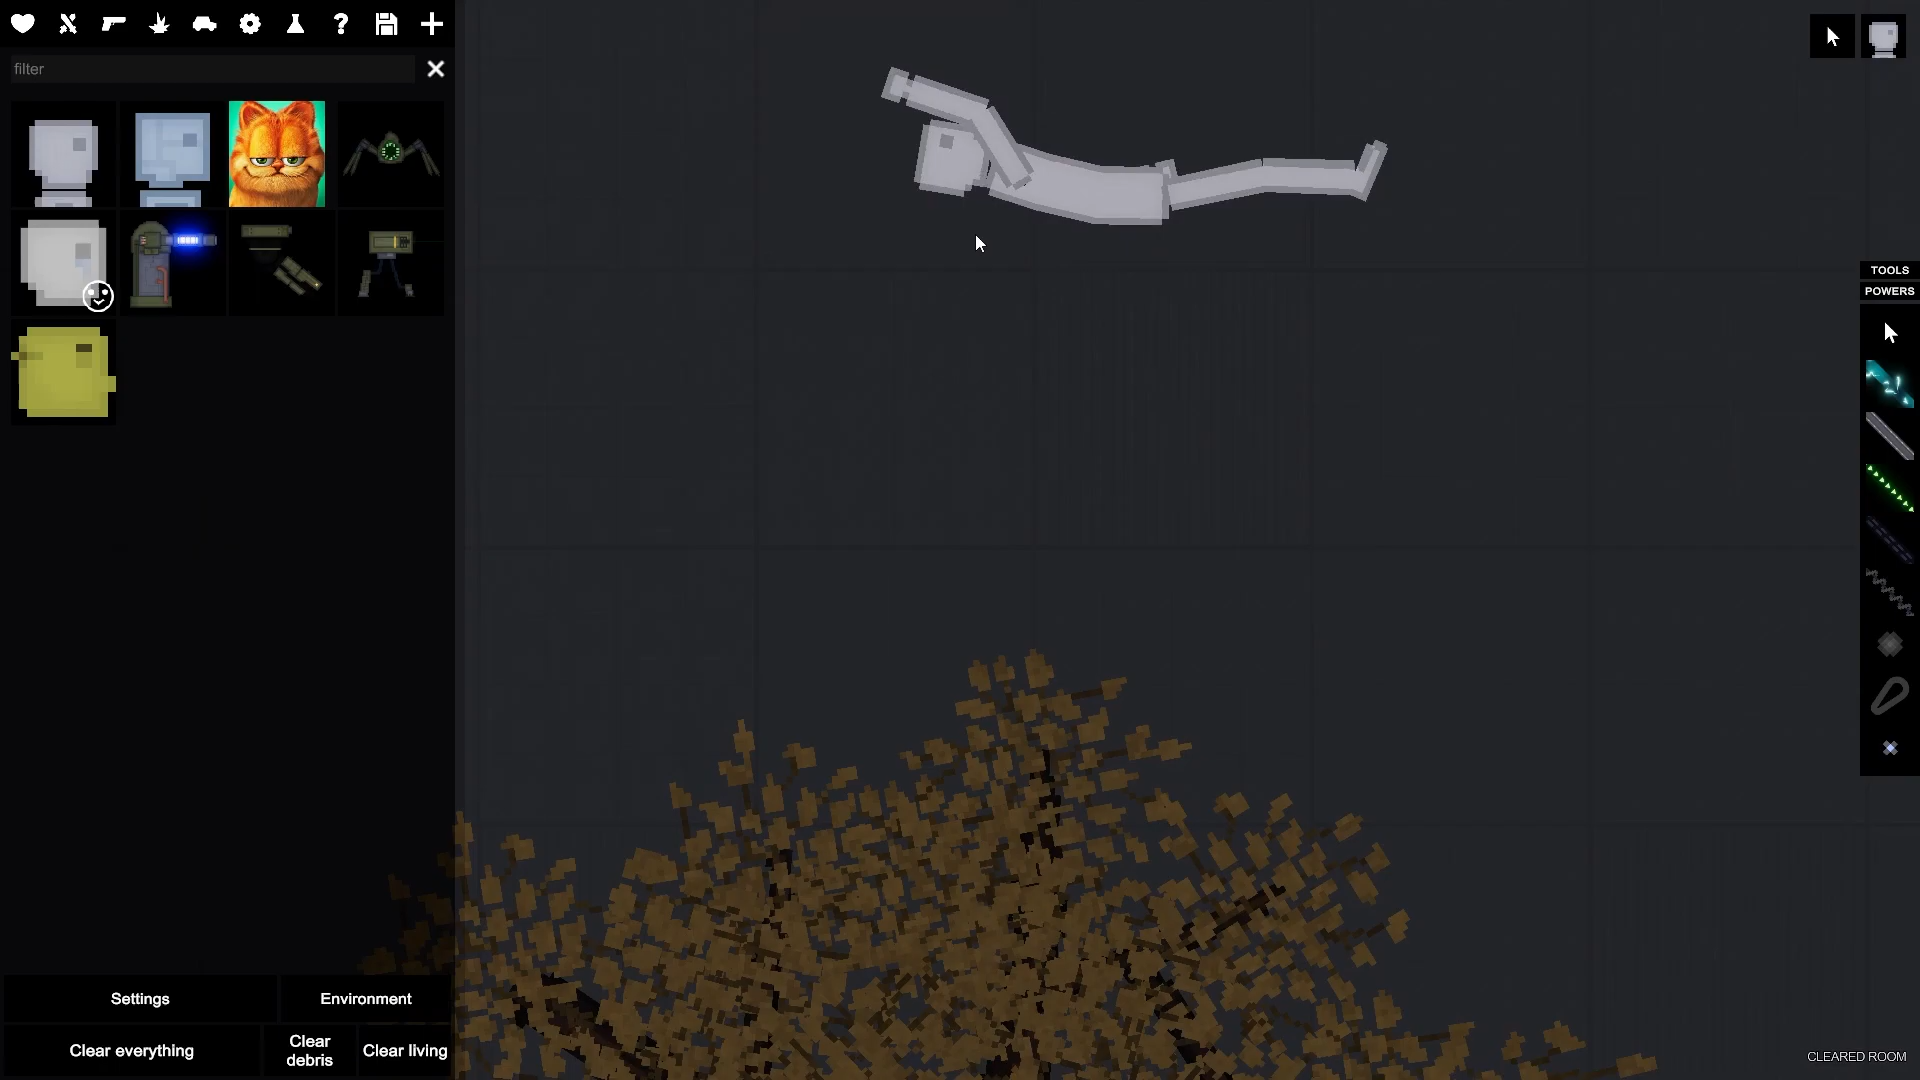 filter
TOOLS
POWERS
Settings
Environment
Clear everything
Clear
debris
Clear living
CLEARED ROOM